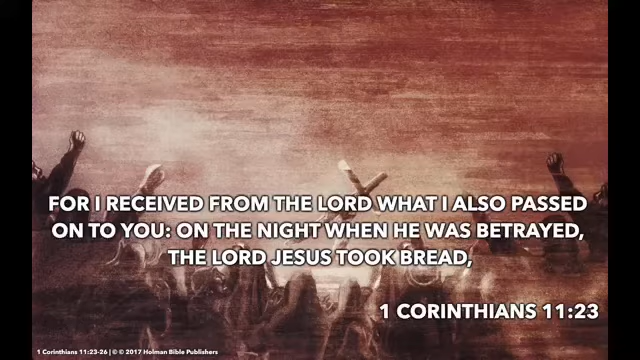 FOR I RECEIVED FROM THE LORD WHAT I ALSO PASSED
ON TO YOU: ON THE NIGHT WHEN HE WAS BETRAYED,
THE LORD JESUS TOOK BREAD,
1 CORINTHIANS 11:23
1 Corinthians 11:23-26 | © © 2017 Holman Bible Publishers